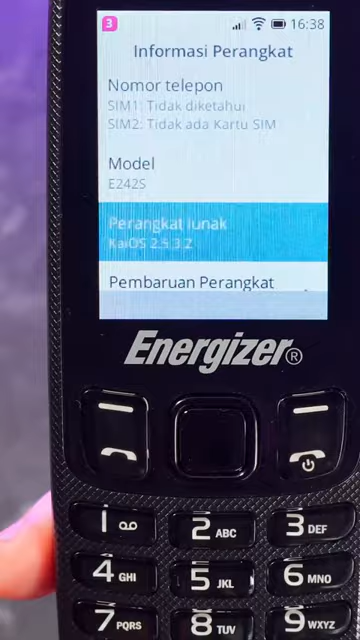 3 16:38
Informasi Perangkat
Nomor telepon
SIM1: Tidak diketahui
SIM2: Tidak ada Kartu SIM
Model
E242S
Perangkat lunak
KaiOS 2.5.3.2
Pembaruan Perangkat
Energizer®
1
2 ABC
3 DEF
4 GHI
5 JKL
6 MNO
7 PQRS
8 TUV
9 WXYZ